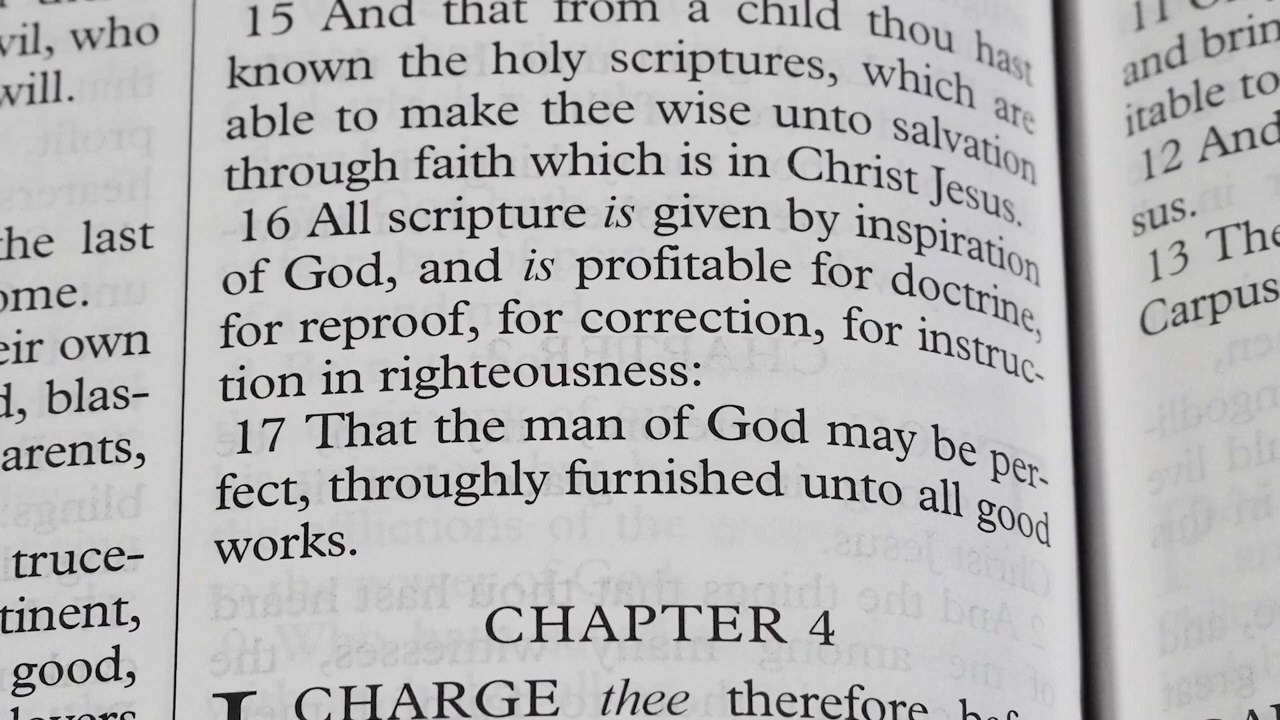 vil, who
will.
the last
ome.
eir own
d, blas-
arents,
truce-
tinent,
good,
lovers
15 And that from a child thou hast
known the holy scriptures, which are
able to make thee wise unto salvation
through faith which is in Christ Jesus.
16 All scripture is given by inspiration
of God, and is profitable for doctrine,
for reproof, for correction, for instruc-
tion in righteousness:
17 That the man of God may be per-
fect, throughly furnished unto all good
works.
CHAPTER 4
I CHARGE thee therefore bef
11
and brin
itable to
12 And
sus.
13 The
Carpus